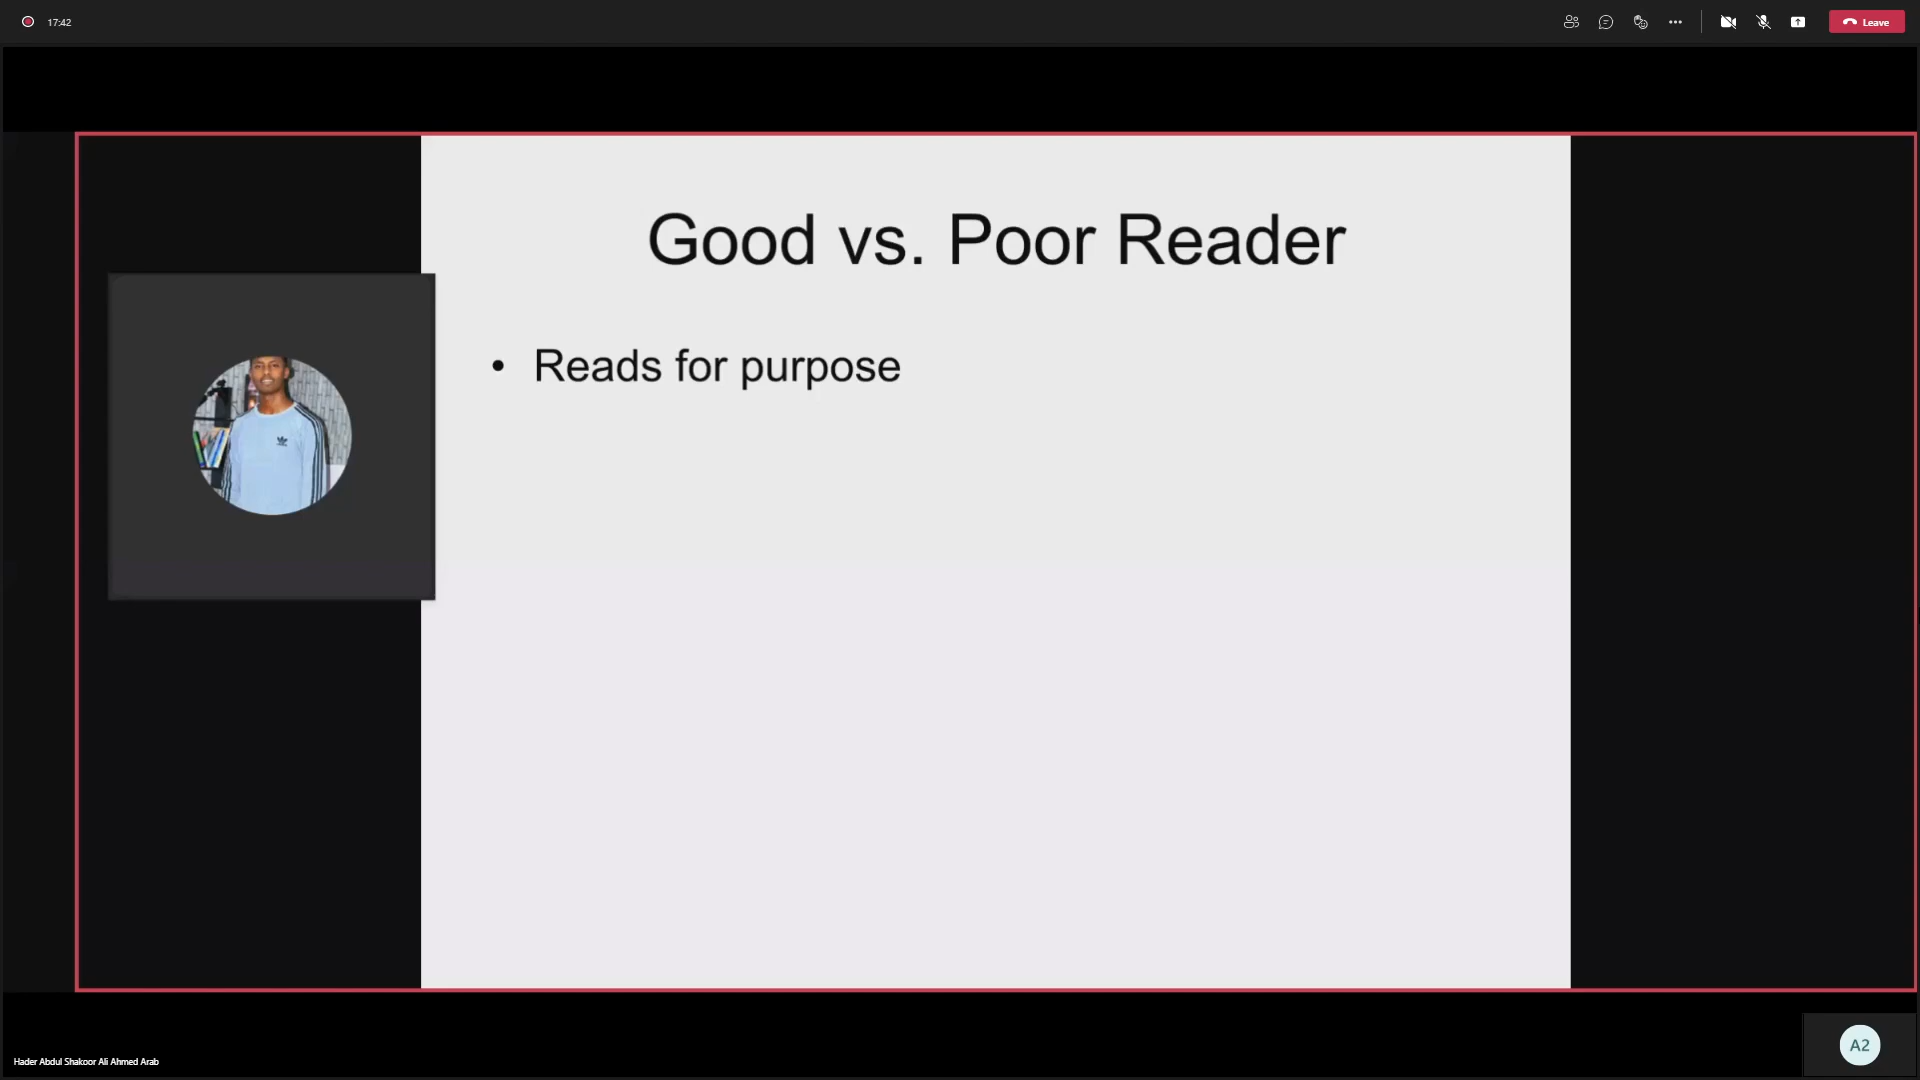 17:42
Leave
Good vs. Poor Reader
• Reads for purpose
Hader Abdul Shakoor Ali Ahmed Arab
A2